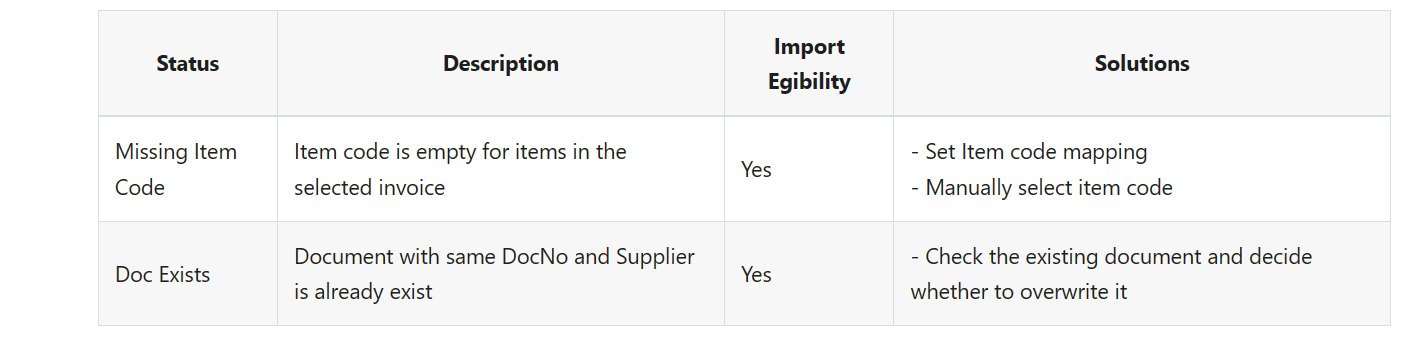 Status
Description
Import
Egibility
Solutions
Missing Item
Code
Item code is empty for items in the
selected invoice
Yes
- Set Item code mapping
- Manually select item code
Doc Exists
Document with same DocNo and Supplier
is already exist
Yes
- Check the existing document and decide
whether to overwrite it